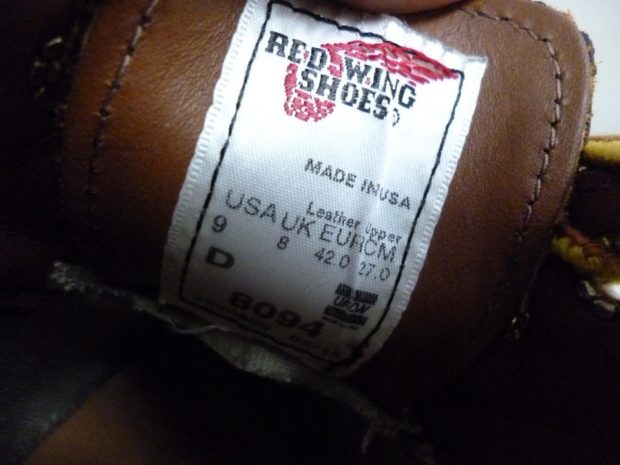 RED WING
SHOES
MADE IN USA
Leather Upper
USA UK EUR CM
9 8 42.0 27.0
D
8094
UFCW